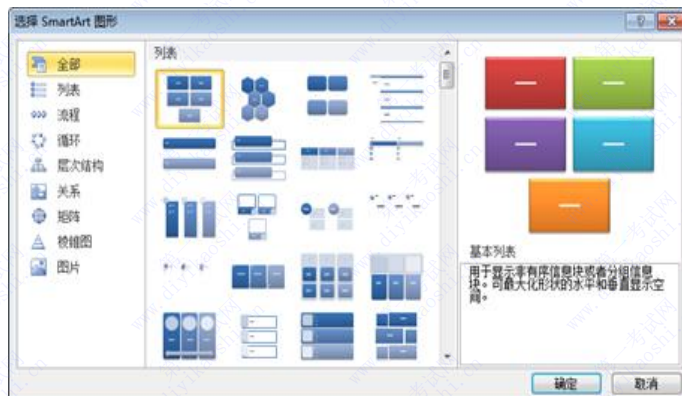 选择 SmartArt 图形
全部
列表
流程
循环
层次结构
关系
矩阵
棱锥图
图片
列表
基本列表
用于显示非有序信息块或者分组信息
块。可最大化形状的水平和垂直显示空
间。
确定
取消